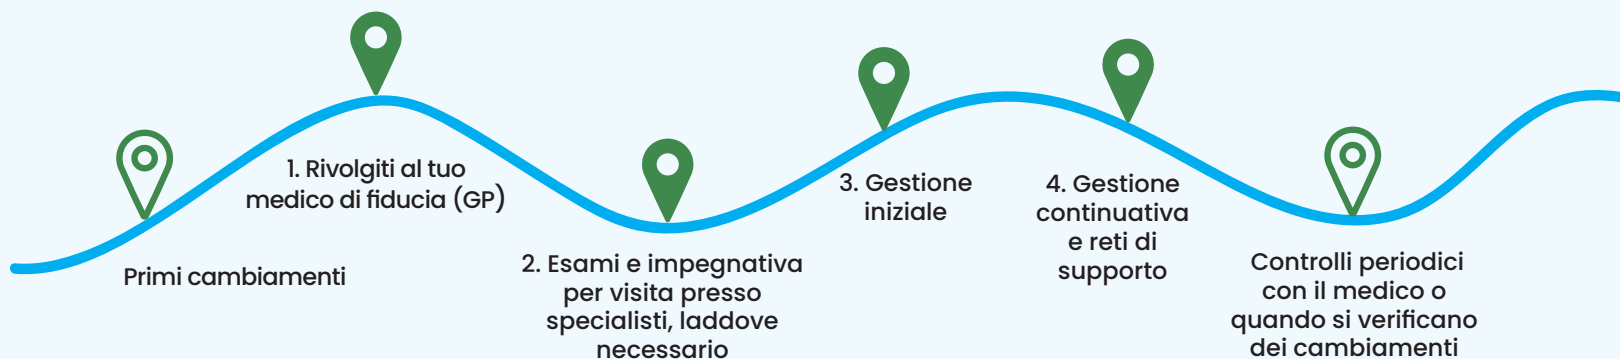 Primi cambiamenti
1. Rivolgiti al tuo
medico di fiducia (GP)
2. Esami e impegnativa
per visita presso
specialisti, laddove
necessario
3. Gestione
iniziale
4. Gestione
continuativa
e reti di
supporto
Controlli periodici
con il medico o
quando si verificano
dei cambiamenti